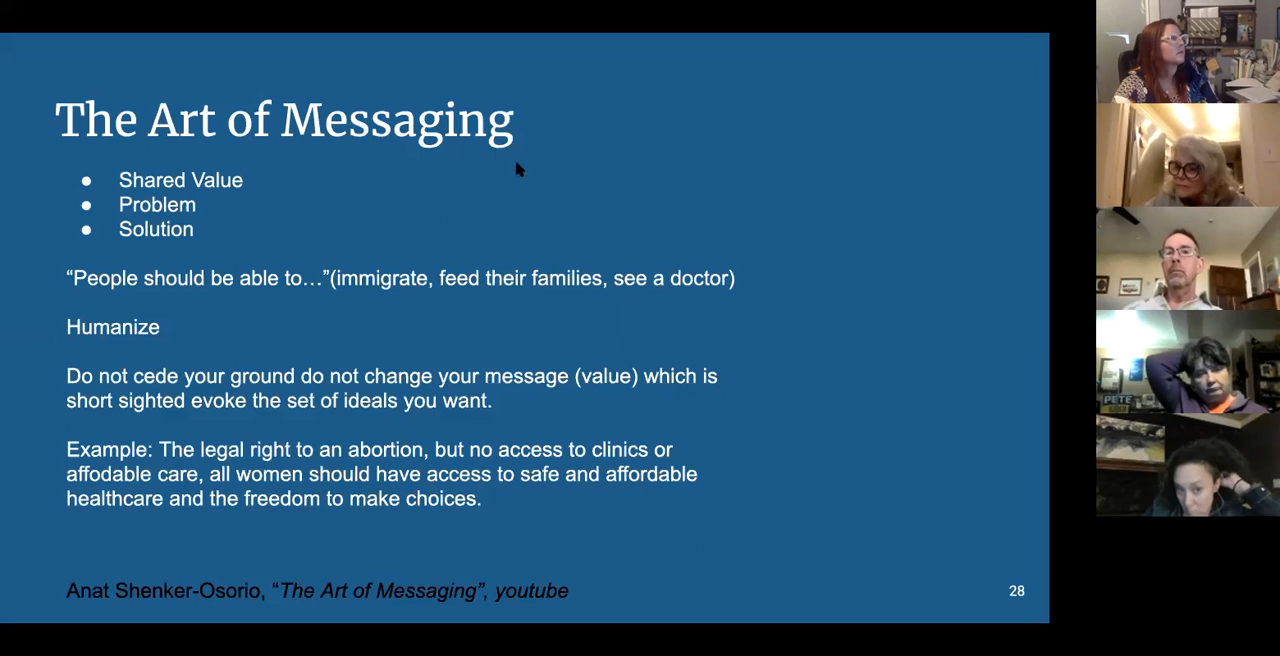 The Art of Messaging
● Shared Value
● Problem
● Solution
“People should be able to…”(immigrate, feed their families, see a doctor)
Humanize
Do not cede your ground do not change your message (value) which is
short sighted evoke the set of ideals you want.
Example: The legal right to an abortion, but no access to clinics or
affodable care, all women should have access to safe and affordable
healthcare and the freedom to make choices.
Anat Shenker-Osorio, “The Art of Messaging”, youtube
28
PETE